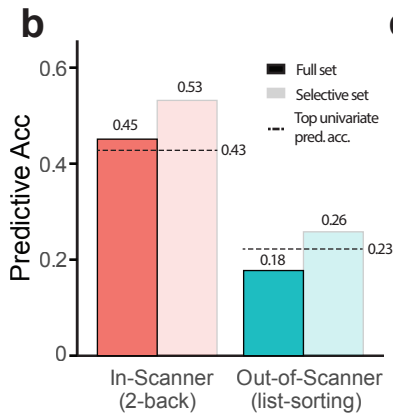 b
Predictive Acc
0.6
0.4
0.2
0
0.45
0.53
0.43
0.18
0.26
0.23
Full set
Selective set
Top univariate
pred. acc.
In-Scanner
(2-back)
Out-of-Scanner
(list-sorting)